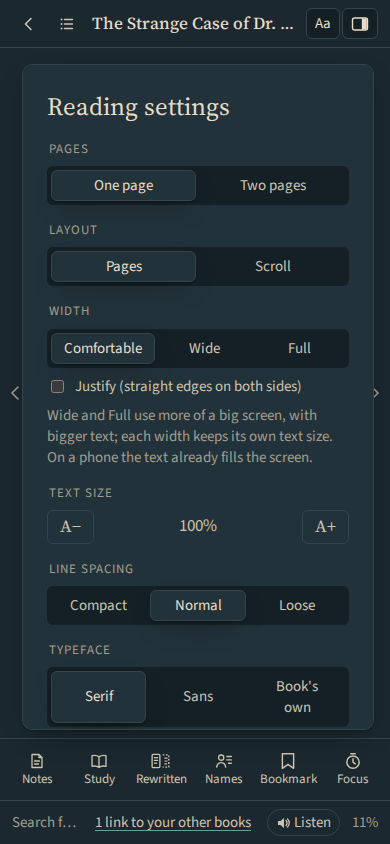 The Strange Case of Dr. ...
Aa
Reading settings
PAGES
One page
Two pages
LAYOUT
Pages
Scroll
WIDTH
Comfortable
Wide
Full
Justify (straight edges on both sides)
Wide and Full use more of a big screen, with
bigger text; each width keeps its own text size.
On a phone the text already fills the screen.
TEXT SIZE
A−
100%
A+
LINE SPACING
Compact
Normal
Loose
TYPEFACE
Serif
Sans
Book's
own
Notes
Study
Rewritten
Names
Bookmark
Focus
Search f...
1 link to your other books
Listen
11%